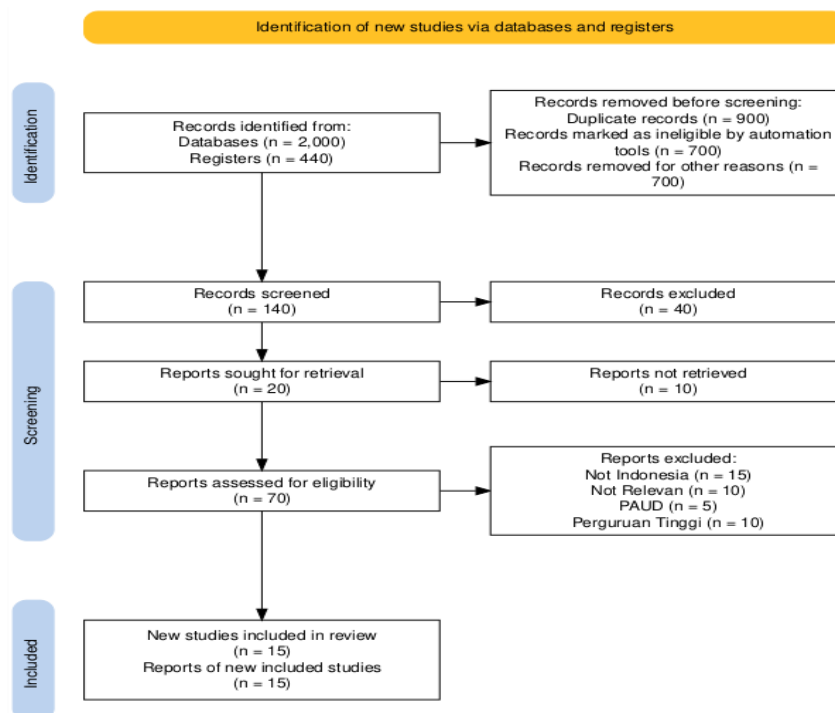 Identification of new studies via databases and registers
Identification
Records identified from:
Databases (n = 2,000)
Registers (n = 440)
Records removed before screening:
Duplicate records (n = 900)
Records marked as ineligible by automation
tools (n = 700)
Records removed for other reasons (n =
700)
Screening
Records screened
(n = 140)
Records excluded
(n = 40)
Reports sought for retrieval
(n = 20)
Reports not retrieved
(n = 10)
Reports assessed for eligibility
(n = 70)
Reports excluded:
Not Indonesia (n = 15)
Not Relevan (n = 10)
PAUD (n = 5)
Perguruan Tinggi (n = 10)
Included
New studies included in review
(n = 15)
Reports of new included studies
(n = 15)